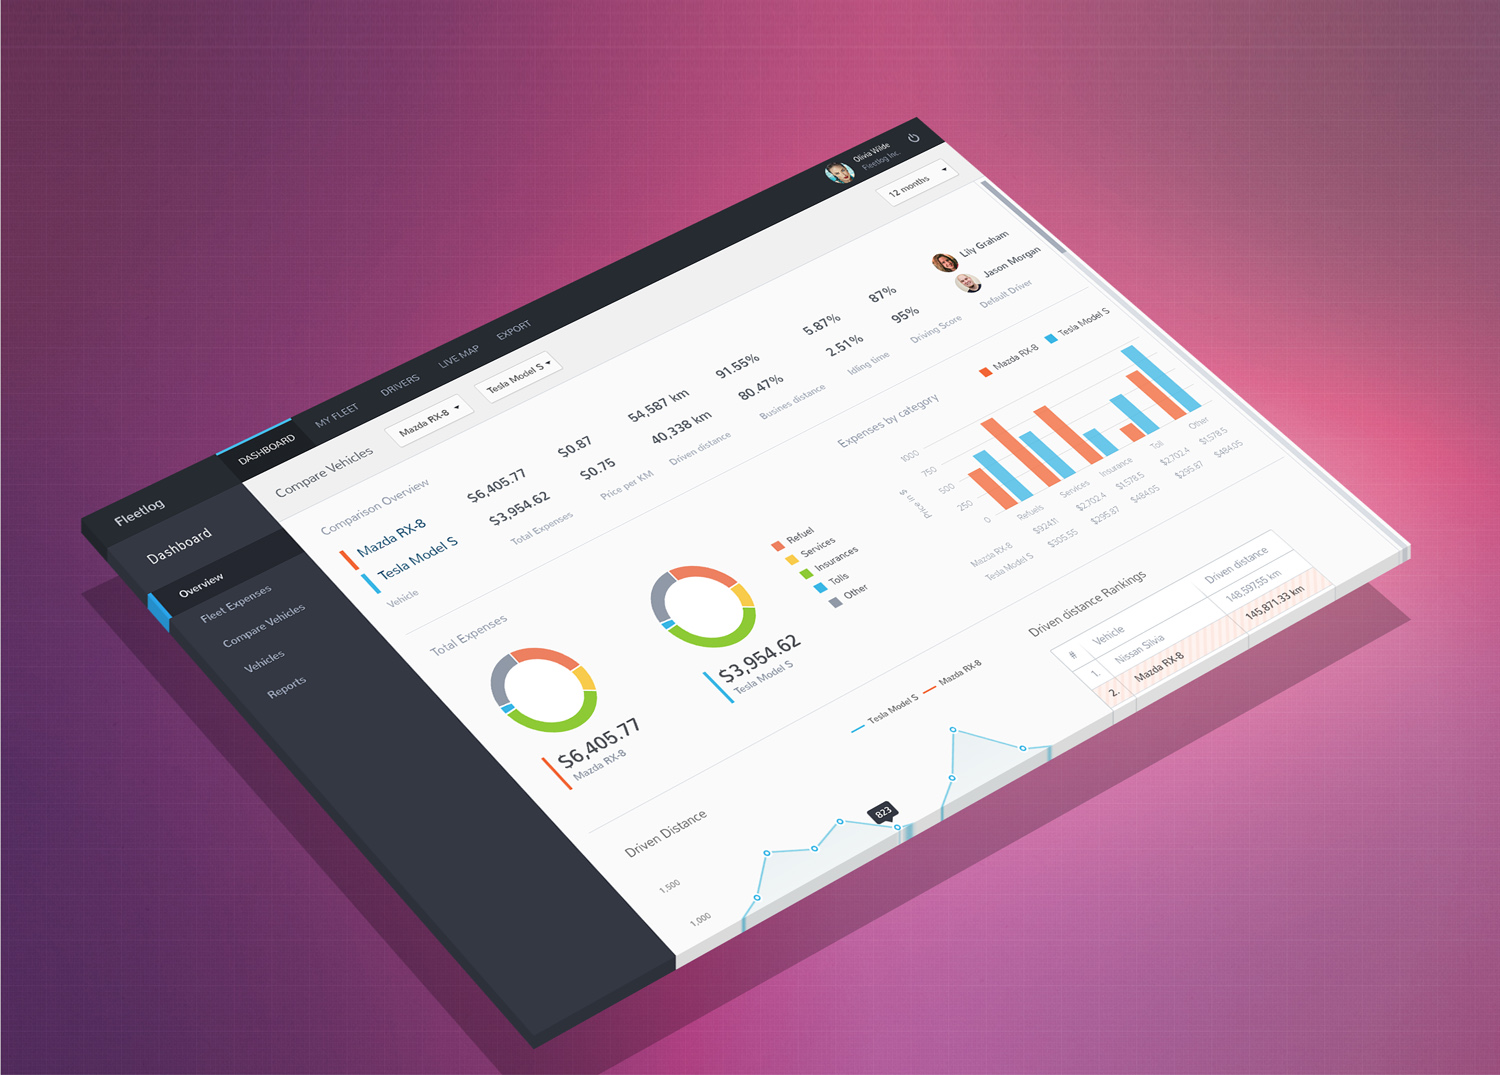 Olivia Wilde
Fleetlog Inc.
Fleetlog
DASHBOARD
MY FLEET
DRIVERS
LIVE MAP
EXPORT
Compare Vehicles
Mazda RX-8
Tesla Model S
12 months
Dashboard
Overview
Fleet Expenses
Compare Vehicles
Vehicles
Reports
Comparison Overview
Mazda RX-8 $6,405.77 $0.87 54,587 km 91.55% 5.87% 87% Lily Graham
Tesla Model S $3,954.62 $0.75 40,338 km 80.47% 2.51% 95% Jason Morgan
Vehicle Total Expenses Price per KM Driven distance Busines distance Idling time Driving Score Default Driver
Total Expenses
$6,405.77
Mazda RX-8
$3,954.62
Tesla Model S
Refuel
Services
Insurances
Tolls
Other
Expenses by category
Mazda RX-8 Tesla Model S
1000
750
500
250
0
Refuels Services Insurance Toll Other
Mazda RX-8 $924.11 $2,702.4 $1,578.5 $2,702.4 $1,578.5
Tesla Model S $305.55 $295.87 $484.05 $295.87 $484.05
Driven Distance
Tesla Model S Mazda RX-8
1,500
1,000
823
Driven distance Rankings
# Vehicle Driven distance
1. Nissan Silvia 148,597.55 km
2. Mazda RX-8 145,871.33 km